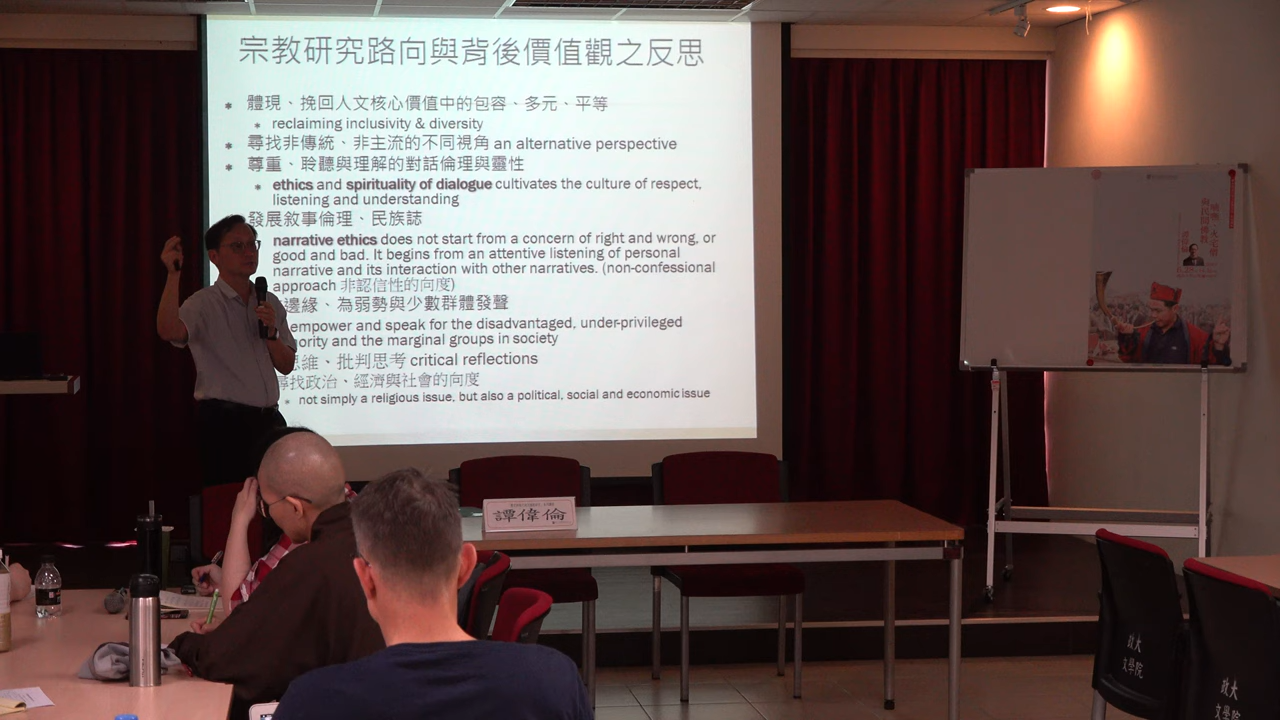 宗教研究路向與背後價值觀之反思
體現、挽回人文核心價值中的包容、多元、平等
reclaiming inclusivity & diversity
尋找非傳統、非主流的不同視角 an alternative perspective
尊重、聆聽與理解的對話倫理與靈性
ethics and spirituality of dialogue cultivates the culture of respect,
listening and understanding
發展敘事倫理、民族誌
narrative ethics does not start from a concern of right and wrong, or
good and bad. It begins from an attentive listening of personal
narrative and its interaction with other narratives. (non-confessional
approach 非認信性的向度)
邊緣、為弱勢與少數群體發聲
empower and speak for the disadvantaged, under-privileged
ority and the marginal groups in society
思維、批判思考 critical reflections
尋找政治、經濟與社會的向度
not simply a religious issue, but also a political, social and economic issue
譚偉倫
政大
文學院
政大
文學院